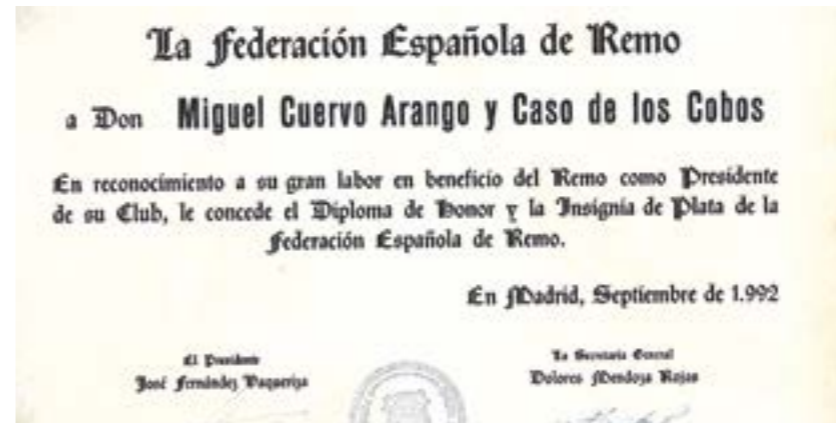 La Federación Española de Remo
a Don Miguel Cuervo Arango y Caso de los Cobos
En reconocimiento a su gran labor en beneficio del Remo como Presidente
de su Club, le concede el Diploma de Honor y la Insignia de Plata de la
Federación Española de Remo.
En Madrid, Septiembre de 1.992
El Presidente
José Fernández Vaqueriza
La Secretaria General
Dolores Mendoza Rojas